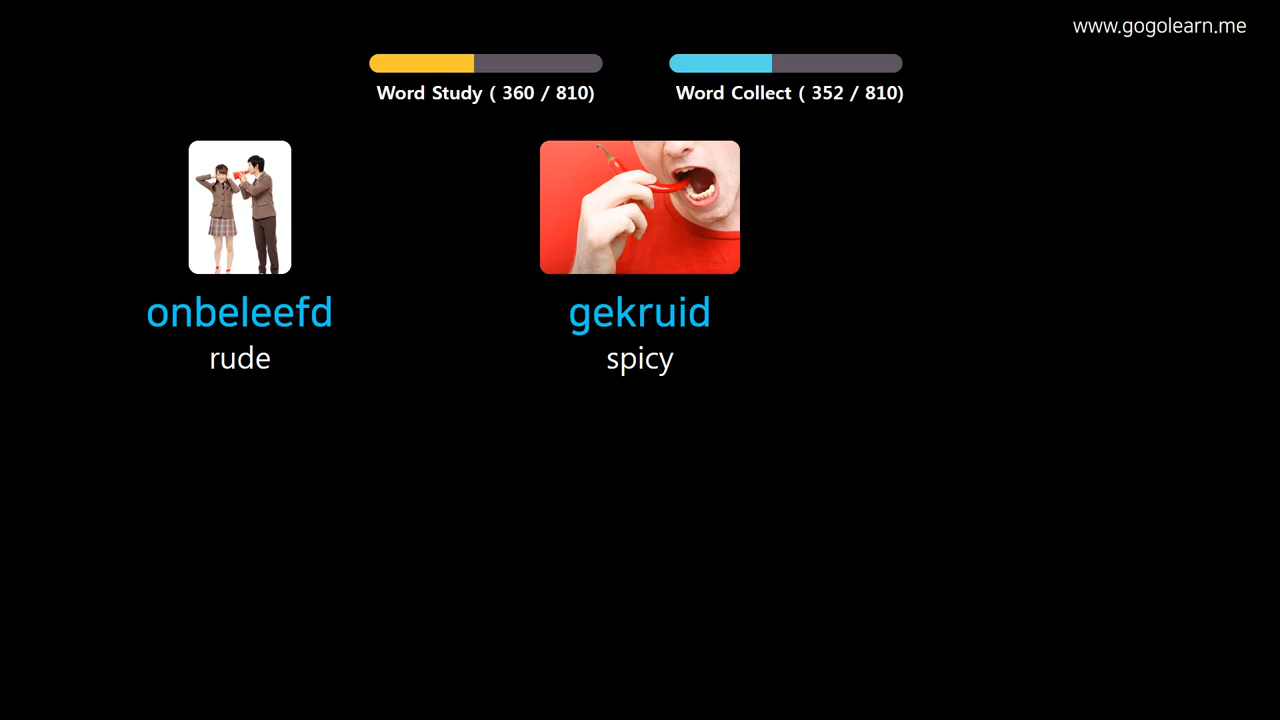 www.gogolearn.me
Word Study ( 360 / 810)
Word Collect ( 352 / 810)
onbeleefd
rude
gekruid
spicy